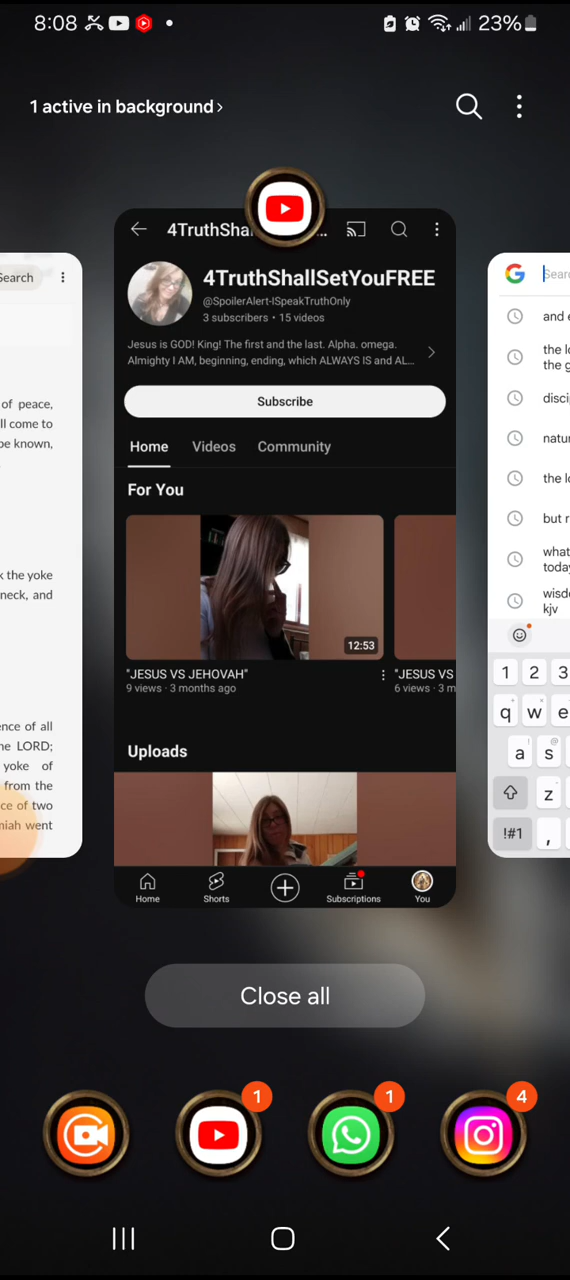 8:08
23%
1 active in background >
Search
of peace,
ll come to
be known,
k the yoke
neck, and
ence of all
he LORD;
yoke of
from the
ce of two
miah went
4TruthSha ...
4TruthShallSetYouFREE
@SpoilerAlert-ISpeakTruthOnly
3 subscribers • 15 videos
Jesus is GOD! King! The first and the last. Alpha. omega.
Almighty I AM, beginning, ending, which ALWAYS IS and AL...
Subscribe
Home Videos Community
For You
12:53
"JESUS VS JEHOVAH"
9 views · 3 months ago
"JESUS VS
6 views · 3 m
Uploads
Home Shorts Subscriptions You
Sear
and e
the lo
the g
disci
natur
the lo
but r
what
today
wisd
kjv
1 2 3
q w e
a s
z
!#1 ,
Close all
1 1 4